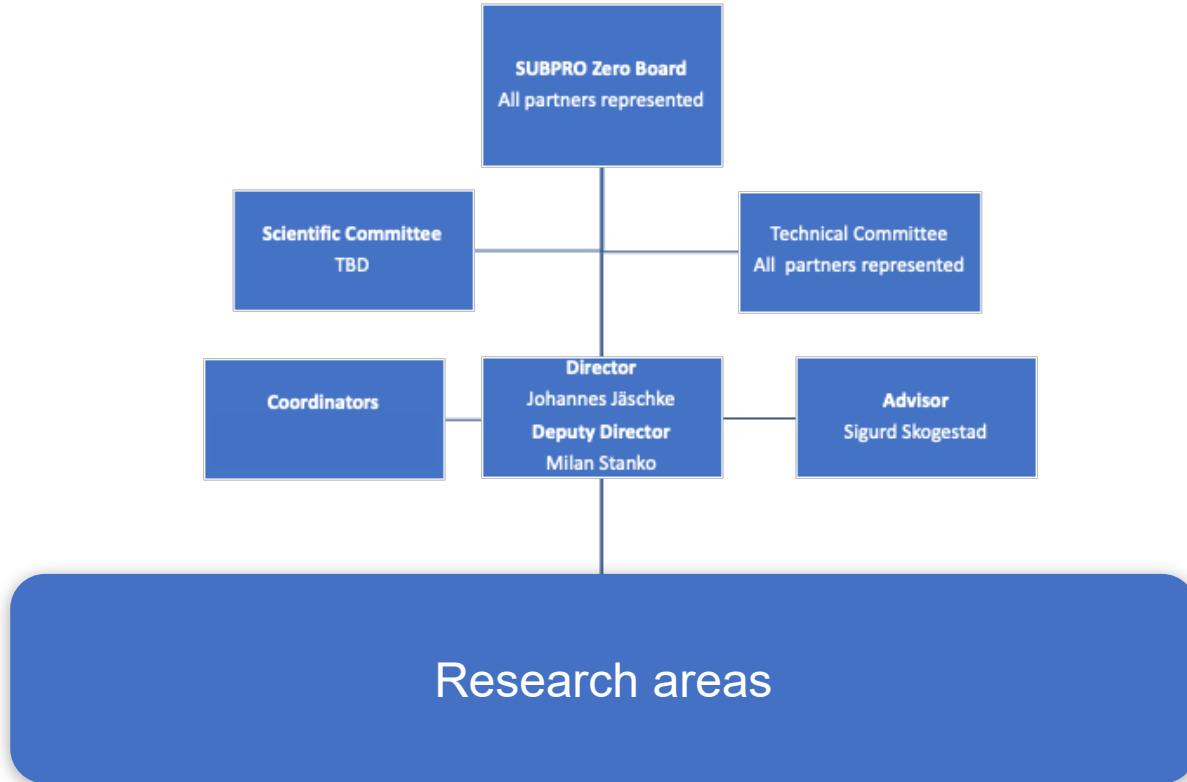 SUBPRO Zero Board
All partners represented
Scientific Committee
TBD
Technical Committee
All partners represented
Coordinators
Director
Johannes Jäschke
Deputy Director
Milan Stanko
Advisor
Sigurd Skogestad
Research areas